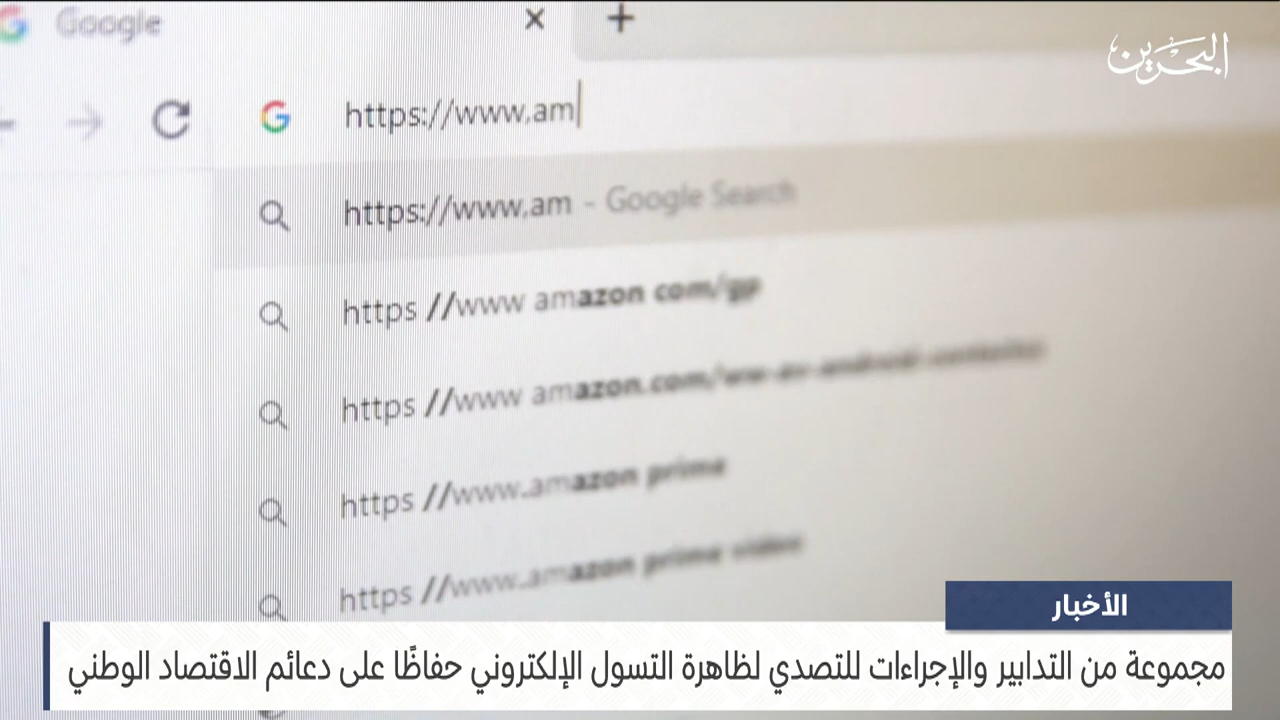 Google
البحرين
https://www.am
https://www.am - Google Search
https //www amazon com/gp
https //www amazon.com/
https //www.amazon prime
https //www.amazon prime video
الأخبار
مجموعة من التدابير والإجراءات للتصدي لظاهرة التسول الإلكتروني حفاظًا على دعائم الاقتصاد الوطني